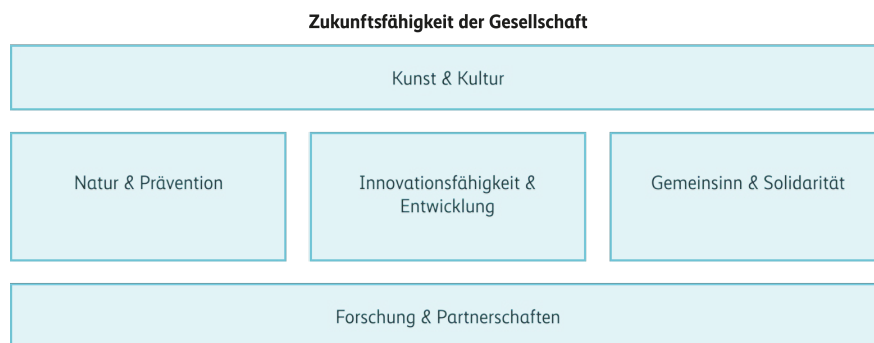 Zukunftsfähigkeit der Gesellschaft
Kunst & Kultur
Natur & Prävention
Innovationsfähigkeit &
Entwicklung
Gemeinsinn & Solidarität
Forschung & Partnerschaften